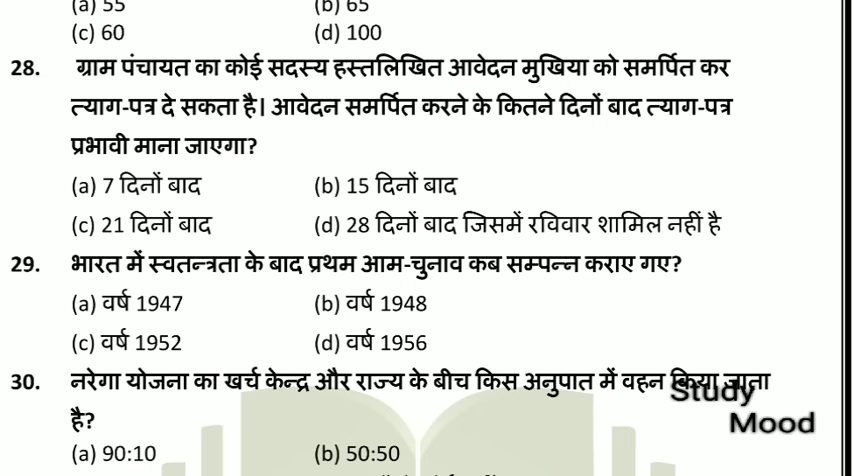 (a) 55 (b) 65
(c) 60 (d) 100
28. ग्राम पंचायत का कोई सदस्य हस्तलिखित आवेदन मुखिया को समर्पित कर
त्याग-पत्र दे सकता है। आवेदन समर्पित करने के कितने दिनों बाद त्याग-पत्र
प्रभावी माना जाएगा?
(a) 7 दिनों बाद (b) 15 दिनों बाद
(c) 21 दिनों बाद (d) 28 दिनों बाद जिसमें रविवार शामिल नहीं है
29. भारत में स्वतन्त्रता के बाद प्रथम आम-चुनाव कब सम्पन्न कराए गए?
(a) वर्ष 1947 (b) वर्ष 1948
(c) वर्ष 1952 (d) वर्ष 1956
30. नरेगा योजना का खर्च केन्द्र और राज्य के बीच किस अनुपात में वहन किया जाता
है?
Study
Mood
(a) 90:10 (b) 50:50